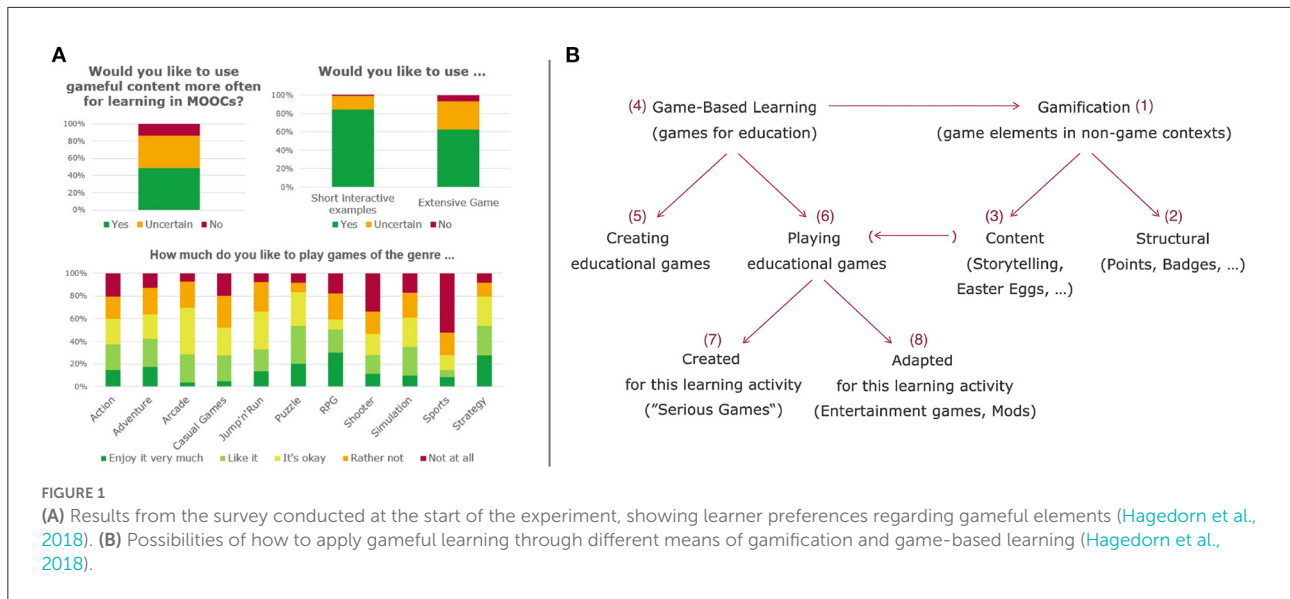 A
Would you like to use
gameful content more often
for learning in MOOCs?
100%
80%
60%
40%
20%
0%
Yes Uncertain No
Would you like to use ...
100%
80%
60%
40%
20%
0%
Short interactive
examples
Extensive Game
Yes Uncertain No
How much do you like to play games of the genre ...
100%
80%
60%
40%
20%
0%
Action
Adventure
Arcade
Casual Games
Jump'n'Run
Puzzle
RPG
Shooter
Simulation
Sports
Strategy
Enjoy it very much Like it It's okay Rather not Not at all
B
(4) Game-Based Learning
(games for education)
Gamification (1)
(game elements in non-game contexts)
(5)
Creating
educational games
(6)
Playing
educational games
( )
(3)
Content
(Storytelling,
Easter Eggs, ...)
(2)
Structural
(Points, Badges, ...)
(7)
Created
for this learning activity
("Serious Games“)
(8)
Adapted
for this learning activity
(Entertainment games, Mods)
FIGURE 1
(A) Results from the survey conducted at the start of the experiment, showing learner preferences regarding gameful elements (Hagedorn et al.,
2018). (B) Possibilities of how to apply gameful learning through different means of gamification and game-based learning (Hagedorn et al.,
2018).